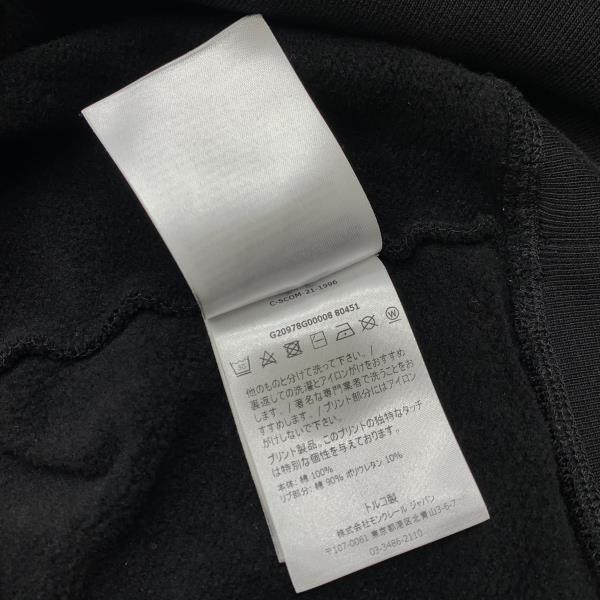 C-5COM-21-1996
G20978G00008 80451
30
W
他のものと分けて洗って下さい。/
裏返しての洗濯とアイロンがけをおすすめ
します。/著名な専門業者で洗うことをお
すすめします。/プリント部分にはアイロン
がけしないで下さい。
プリント製品。このプリントの独特なタッチ
は特別な個性を与えております。
本体: 綿 100%
リブ部分: 綿 90% ポリウレタン 10%
トルコ製
株式会社モンクレール ジャパン
〒107-0061 東京都港区北青山3-6-7
03-3486-2110